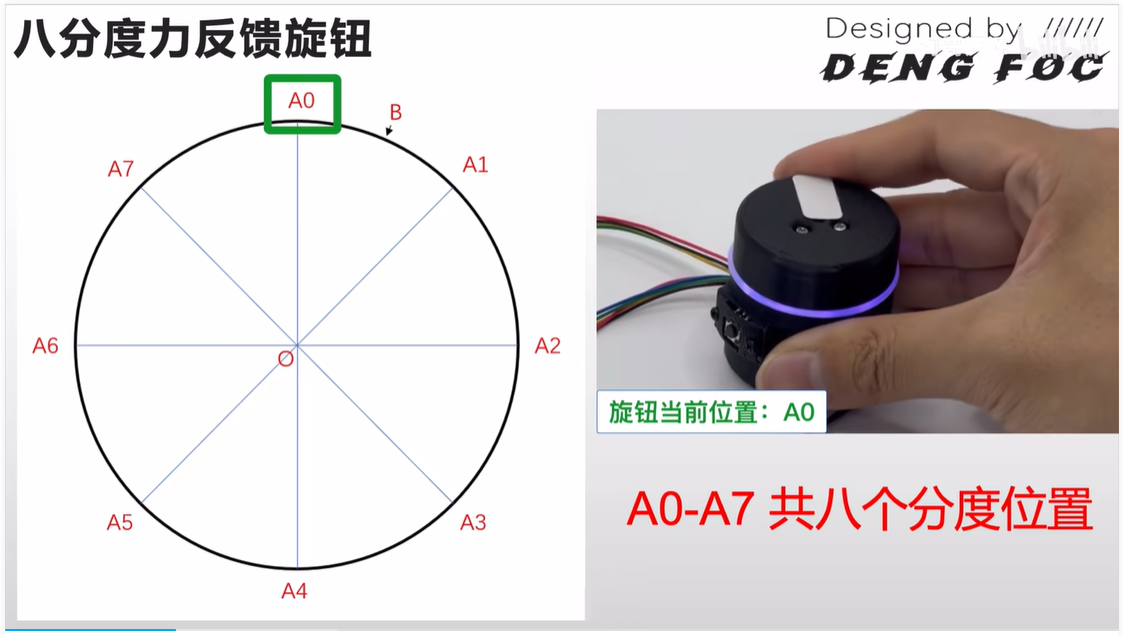 八分度力反馈旋钮
Designed by //////
DENG FOC
A0
B
A7
A1
A6
O
A2
A5
A3
A4
旋钮当前位置：A0
A0-A7 共八个分度位置